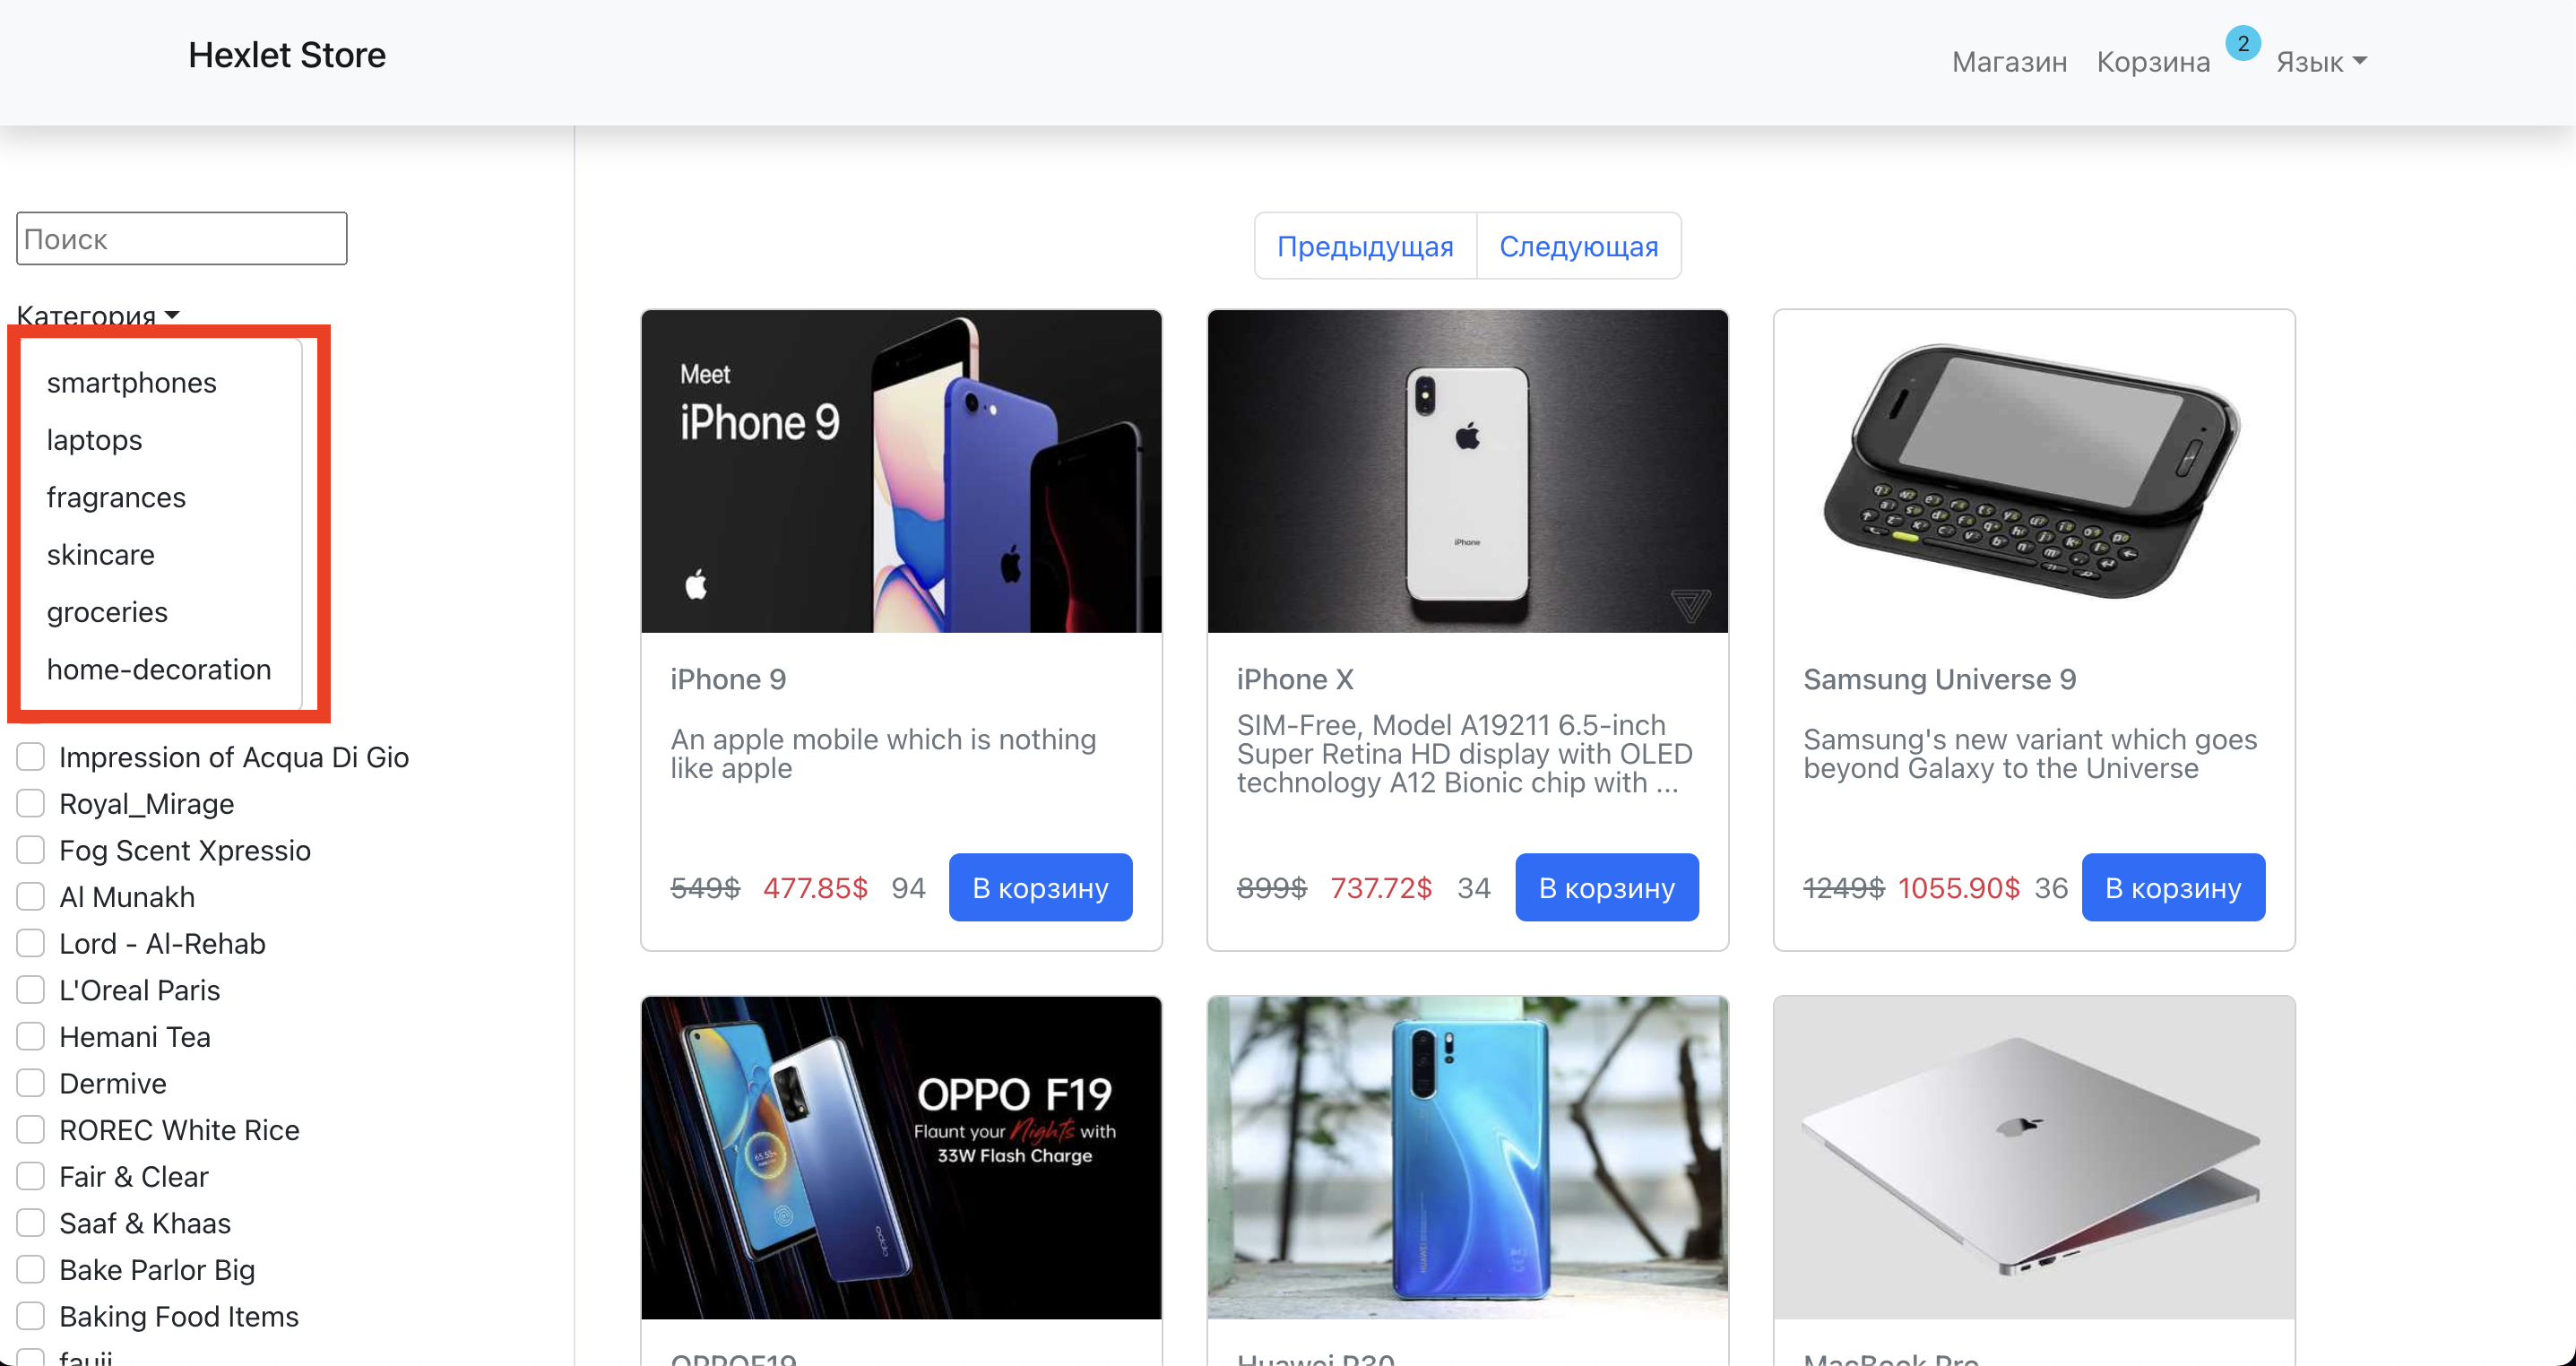 Hexlet Store
Магазин
Корзина
2
Язык
Поиск
Категория
smartphones
laptops
fragrances
skincare
groceries
home-decoration
Impression of Acqua Di Gio
Royal_Mirage
Fog Scent Xpressio
Al Munakh
Lord - Al-Rehab
L'Oreal Paris
Hemani Tea
Dermive
ROREC White Rice
Fair & Clear
Saaf & Khaas
Bake Parlor Big
Baking Food Items
fauji
Предыдущая
Следующая
Meet
iPhone 9
iPhone 9
An apple mobile which is nothing
like apple
549$ 477.85$ 94
В корзину
iPhone
iPhone X
SIM-Free, Model A19211 6.5-inch
Super Retina HD display with OLED
technology A12 Bionic chip with ...
899$ 737.72$ 34
В корзину
Samsung Universe 9
Samsung's new variant which goes
beyond Galaxy to the Universe
1249$ 1055.90$ 36
В корзину
OPPO F19
Flaunt your Nights with
33W Flash Charge
oppo
OPPOF19
Huawei P30
MacBook Pro